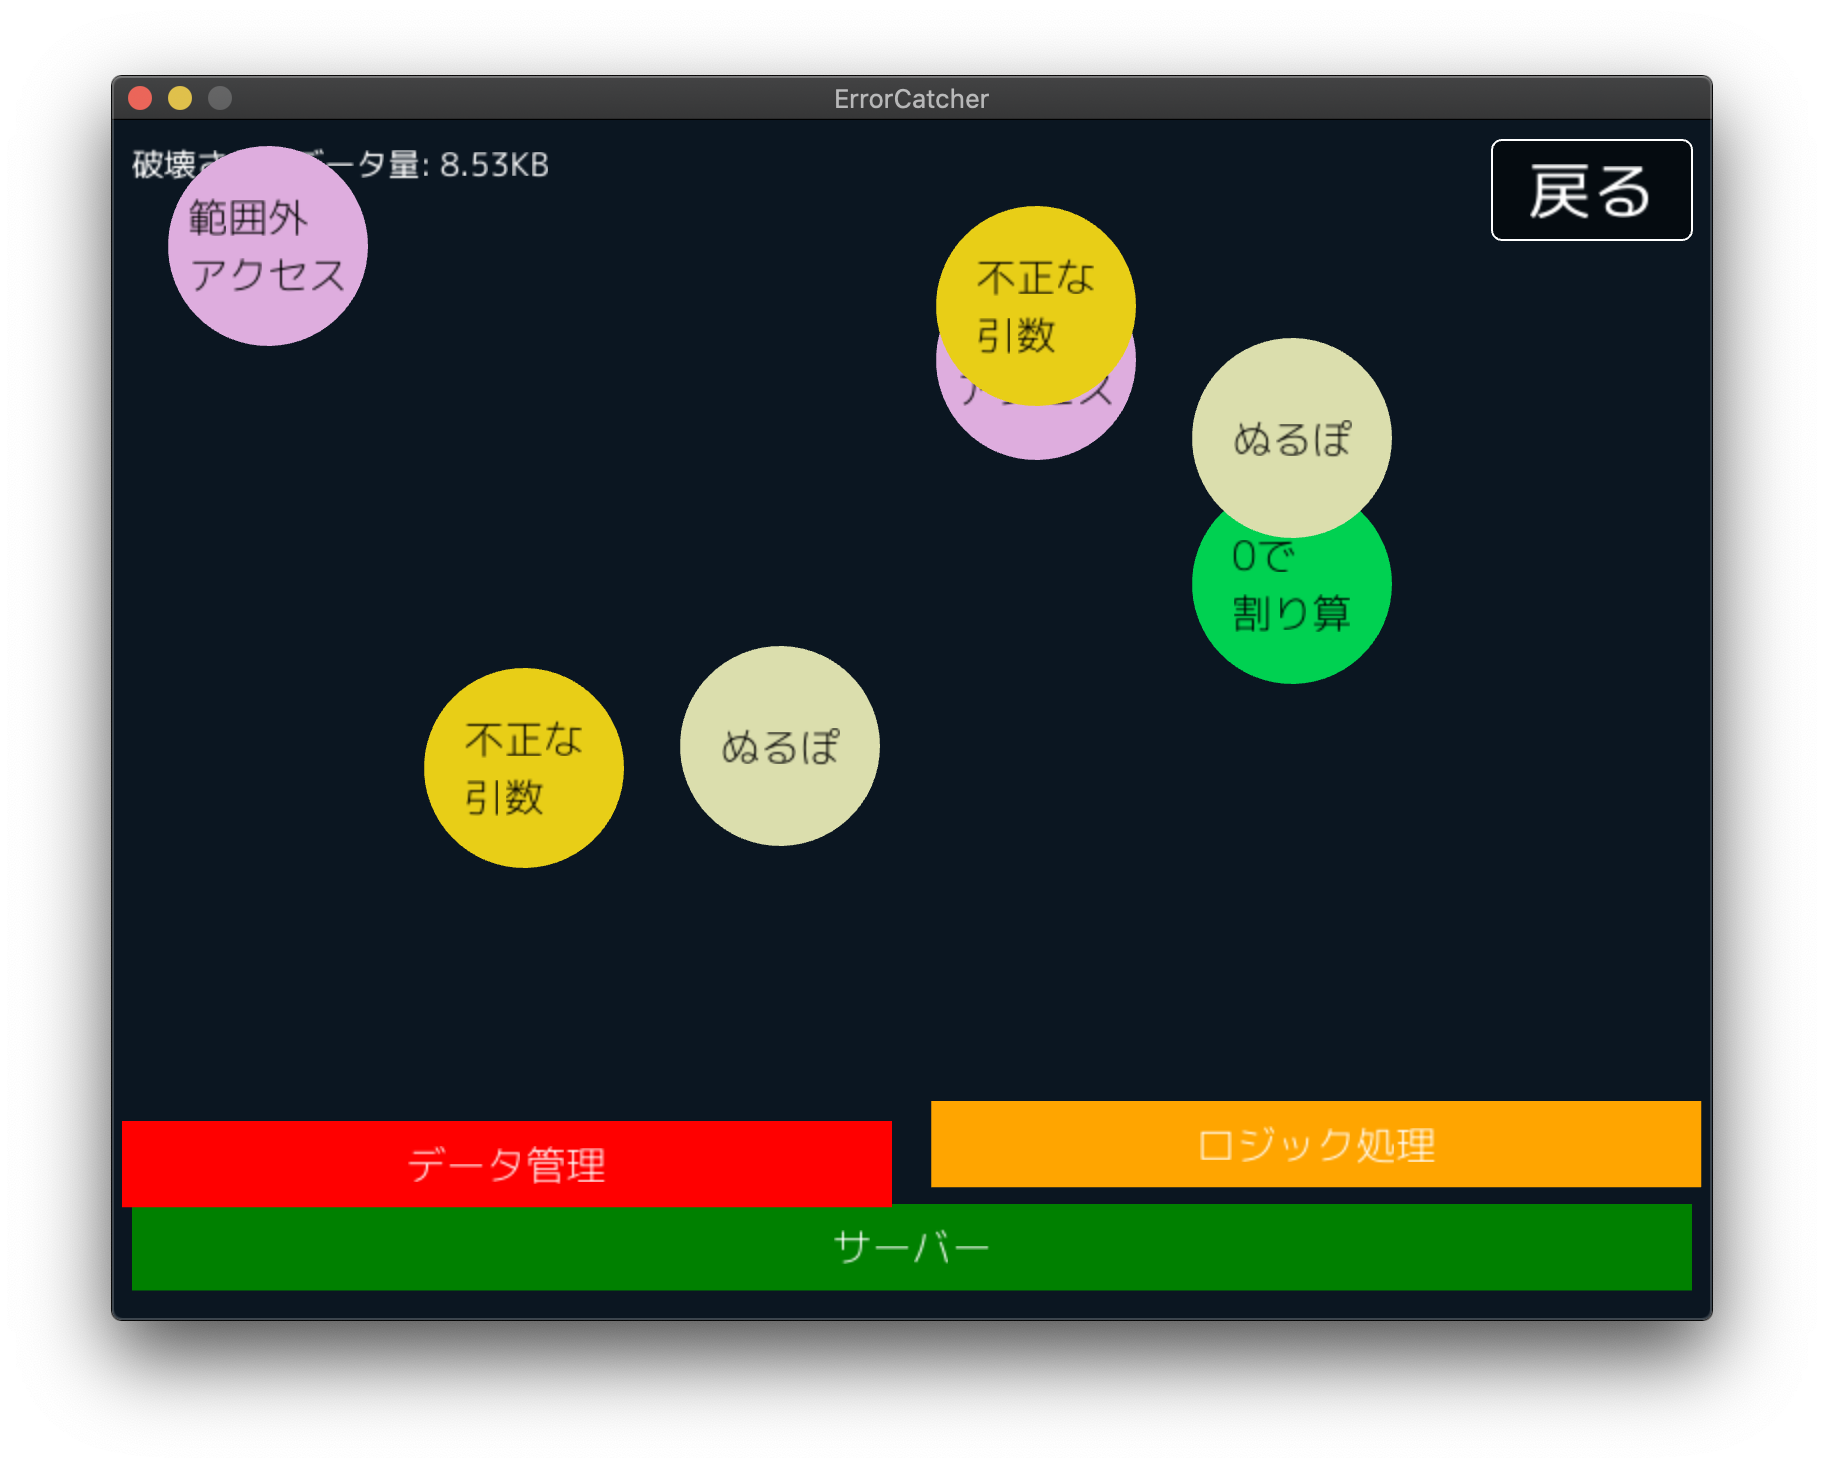 ErrorCatcher
破壊 データ量: 8.53KB
戻る
範囲外
アクセス
不正な
引数
ぬるぽ
0で
割り算
不正な
引数
ぬるぽ
データ管理
ロジック処理
サーバー